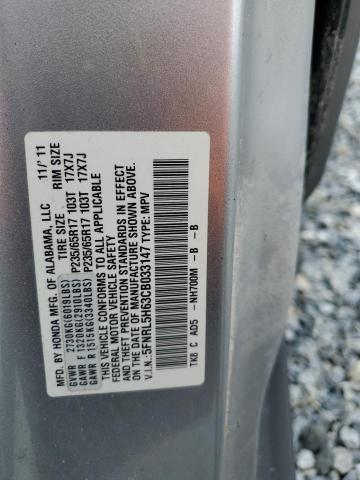 MFD. BY HONDA MFG. OF ALABAMA, LLC 11/'11
TIRE SIZE RIM SIZE
GVWR 2730KG(6019LBS)
GAWR F 1320KG(2910LBS) P235/65R17 103T 17X7J
GAWR R 1515KG(3340LBS) P235/65R17 103T 17X7J
THIS VEHICLE CONFORMS TO ALL APPLICABLE
FEDERAL MOTOR VEHICLE SAFETY
AND THEFT PREVENTION STANDARDS IN EFFECT
ON THE DATE OF MANUFACTURE SHOWN ABOVE.
V.I.N.: 5FNRL5H63CB033147 TYPE: MPV
TK8 C AD5 - NH700M - B - B